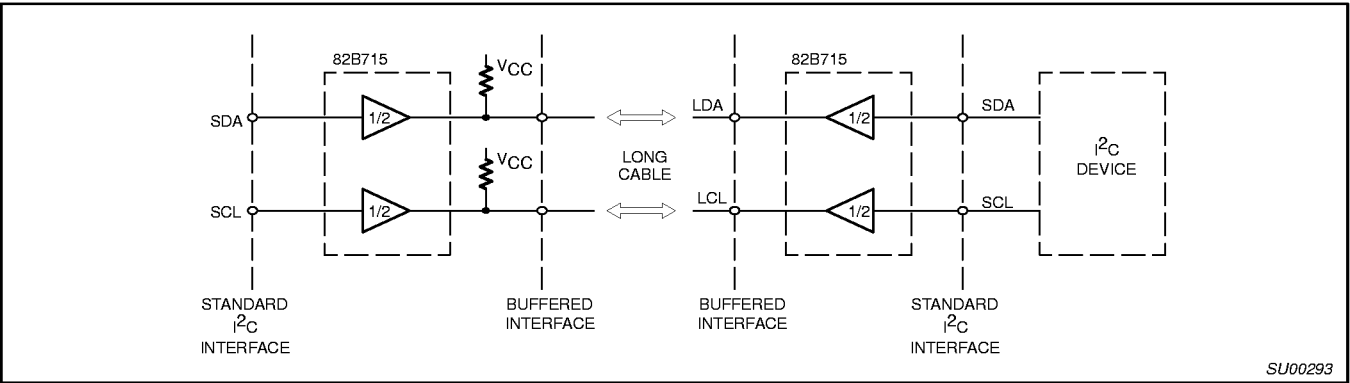 82B715
VCC
82B715
SDA
1/2
LDA
1/2
SDA
VCC
LONG
CABLE
I2C
DEVICE
SCL
1/2
LCL
1/2
SCL
STANDARD
I2C
INTERFACE
BUFFERED
INTERFACE
BUFFERED
INTERFACE
STANDARD
I2C
INTERFACE
SU00293